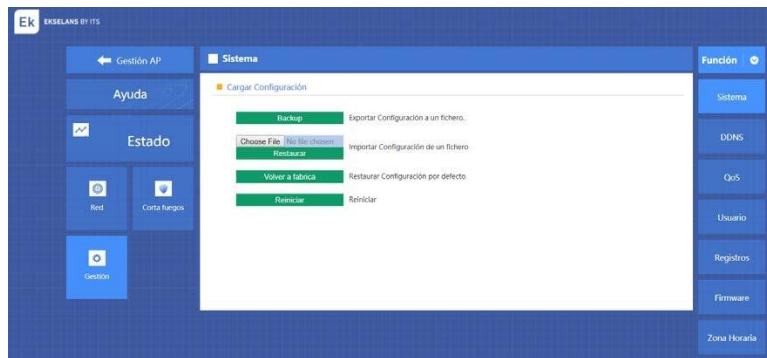 Ek EKSELANS BY ITS
Gestión AP
Ayuda
Estado
Red
Corta fuegos
Gestión
Sistema
Cargar Configuración
Backup Exportar Configuración a un fichero.
Choose File No file chosen
Restaurar Importar Configuración de un fichero
Volver a fabrica Restaurar Configuración por defecto
Reiniciar Reiniciar
Función
Sistema
DDNS
QoS
Usuario
Registros
Firmware
Zona Horaria